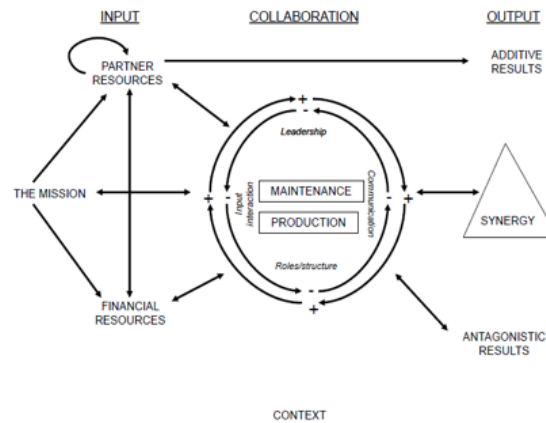 INPUT
COLLABORATION
OUTPUT
PARTNER
RESOURCES
ADDITIVE
RESULTS
+
-
Leadership
THE MISSION
+
-
Input
interaction
MAINTENANCE
PRODUCTION
Communication
-
+
SYNERGY
Roles/structure
-
+
FINANCIAL
RESOURCES
ANTAGONISTIC
RESULTS
CONTEXT